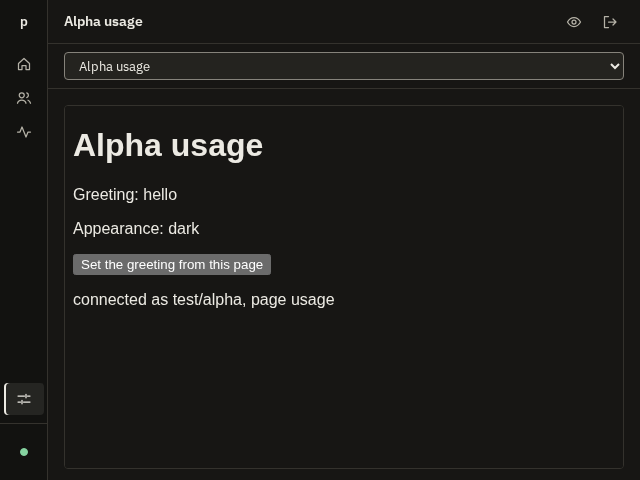 p
Alpha usage
Alpha usage
Alpha usage
Greeting: hello
Appearance: dark
Set the greeting from this page
connected as test/alpha, page usage